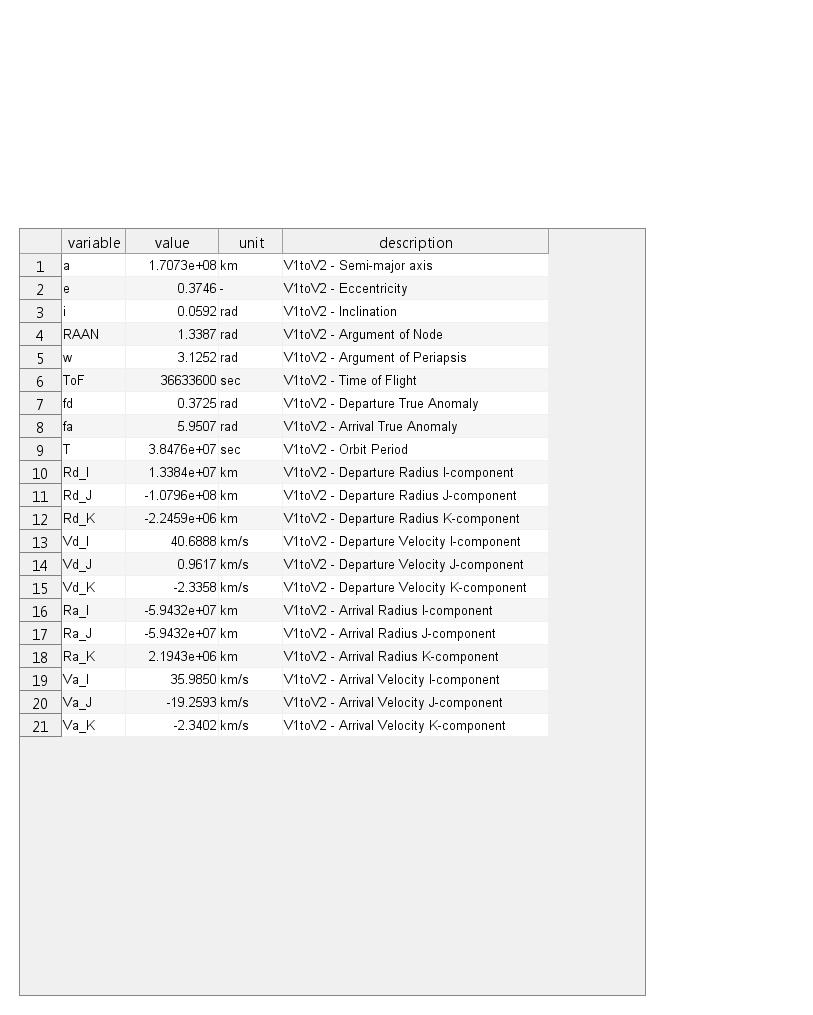 variable value unit description
1 a 1.7073e+08 km V1toV2 - Semi-major axis
2 e 0.3746 - V1toV2 - Eccentricity
3 i 0.0592 rad V1toV2 - Inclination
4 RAAN 1.3387 rad V1toV2 - Argument of Node
5 w 3.1252 rad V1toV2 - Argument of Periapsis
6 ToF 36633600 sec V1toV2 - Time of Flight
7 fd 0.3725 rad V1toV2 - Departure True Anomaly
8 fa 5.9507 rad V1toV2 - Arrival True Anomaly
9 T 3.8476e+07 sec V1toV2 - Orbit Period
10 Rd_I 1.3384e+07 km V1toV2 - Departure Radius I-component
11 Rd_J -1.0796e+08 km V1toV2 - Departure Radius J-component
12 Rd_K -2.2459e+06 km V1toV2 - Departure Radius K-component
13 Vd_I 40.6888 km/s V1toV2 - Departure Velocity I-component
14 Vd_J 0.9617 km/s V1toV2 - Departure Velocity J-component
15 Vd_K -2.3358 km/s V1toV2 - Departure Velocity K-component
16 Ra_I -5.9432e+07 km V1toV2 - Arrival Radius I-component
17 Ra_J -5.9432e+07 km V1toV2 - Arrival Radius J-component
18 Ra_K 2.1943e+06 km V1toV2 - Arrival Radius K-component
19 Va_I 35.9850 km/s V1toV2 - Arrival Velocity I-component
20 Va_J -19.2593 km/s V1toV2 - Arrival Velocity J-component
21 Va_K -2.3402 km/s V1toV2 - Arrival Velocity K-component